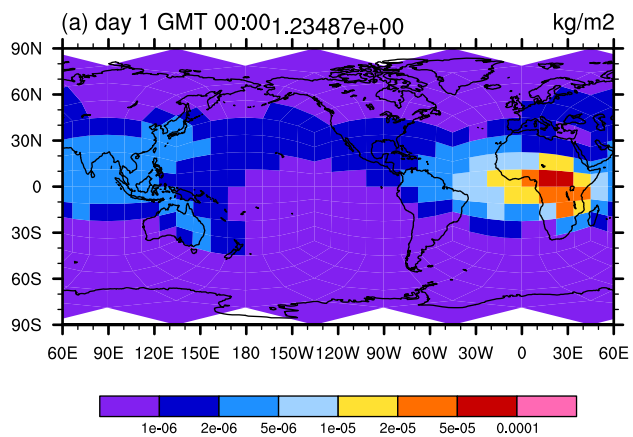 (a) day 1 GMT 00:00 1.23487e+00 kg/m2
90N
60N
30N
0
30S
60S
90S
60E 90E 120E 150E 180 150W 120W 90W 60W 30W 0 30E 60E
1e-06 2e-06 5e-06 1e-05 2e-05 5e-05 0.0001